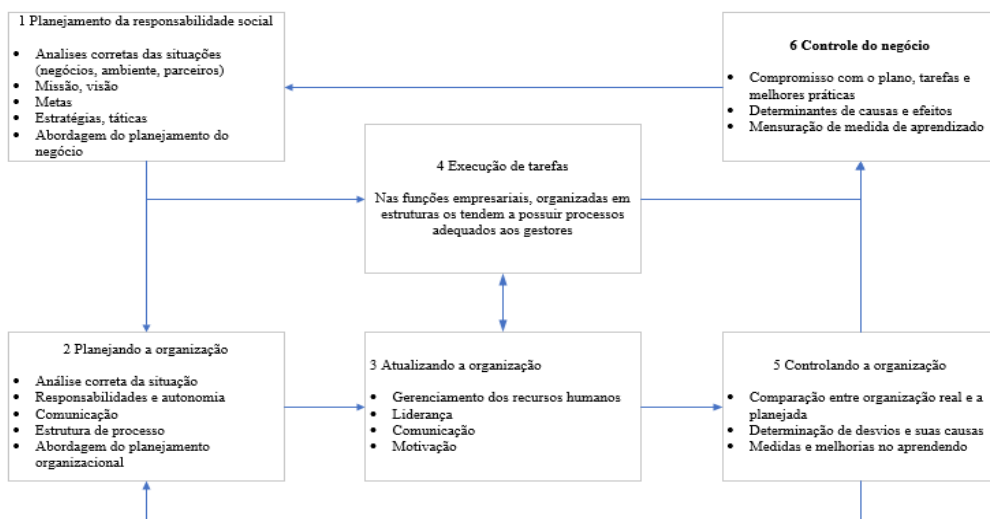 1 Planejamento da responsabilidade social
• Analises corretas das situações
(negócios, ambiente, parceiros)
• Missão, visão
• Metas
• Estratégias, táticas
• Abordagem do planejamento do
negócio
6 Controle do negócio
• Compromisso com o plano, tarefas e
melhores práticas
• Determinantes de causas e efeitos
• Mensuração de medida de aprendizado
4 Execução de tarefas
Nas funções empresariais, organizadas em
estruturas os tendem a possuir processos
adequados aos gestores
2 Planejando a organização
• Análise correta da situação
• Responsabilidades e autonomia
• Comunicação
• Estrutura de processo
• Abordagem do planejamento
organizacional
3 Atualizando a organização
• Gerenciamento dos recursos humanos
• Liderança
• Comunicação
• Motivação
5 Controlando a organização
• Comparação entre organização real e a
planejada
• Determinação de desvios e suas causas
• Medidas e melhorias no aprendendo